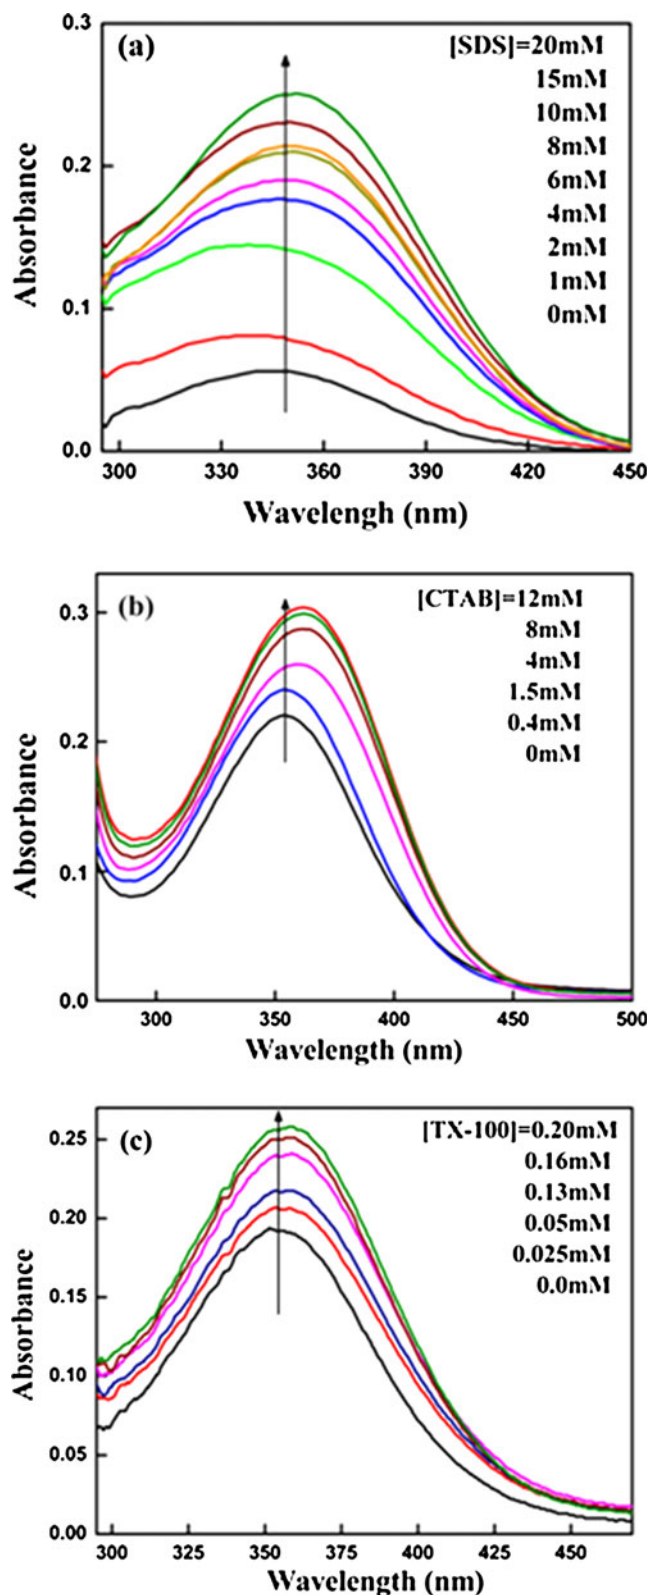 (a)
[SDS]=20mM
15mM
10mM
8mM
6mM
4mM
2mM
1mM
0mM
0.3
0.2
0.1
0.0
Absorbance
300 330 360 390 420 450
Wavelengh (nm)
(b)
[CTAB]=12mM
8mM
4mM
1.5mM
0.4mM
0mM
0.3
0.2
0.1
0.0
Absorbance
300 350 400 450 500
Wavelength (nm)
(c)
[TX-100]=0.20mM
0.16mM
0.13mM
0.05mM
0.025mM
0.0mM
0.25
0.20
0.15
0.10
0.05
0.00
Absorbance
300 325 350 375 400 425 450
Wavelength (nm)